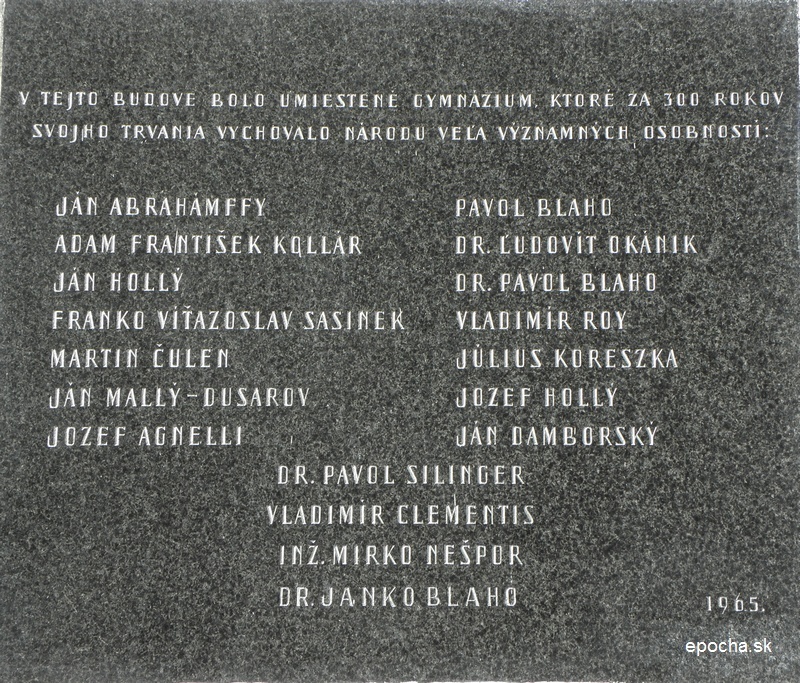 V TEJTO BUDOVE BOLO UMIESTENÉ GYMNÁZIUM, KTORÉ ZA 300 ROKOV
SVOJHO TRVANIA VYCHOVALO NÁRODU VEĽA VÝZNAMNÝCH OSOBNOSTÍ:
JÁN ABRAHÁMFFY
ADAM FRANTIŠEK KOLLÁR
JÁN HOLLÝ
FRANKO VÍŤAZOSLAV SASINEK
MARTIN ČULEN
JÁN MALLÝ-DUSAROV
JOZEF AGNELLI
PAVOL BLAHO
DR. ĽUDOVÍT OKÁNIK
DR. PAVOL BLAHO
VLADIMÍR ROY
JÚLIUS KORESZKA
JOZEF HOLLÝ
JÁN DAMBORSKÝ
DR. PAVOL SILINGER
VLADIMÍR CLEMENTIS
INŽ. MIRKO NEŠPOR
DR. JANKO BLAHO
1965.
epocha.sk